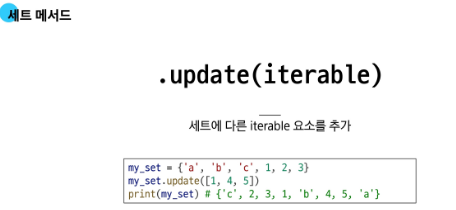 세트 메서드
.update(iterable)
세트에 다른 iterable 요소를 추가
my_set = {'a', 'b', 'c', 1, 2, 3}
my_set.update([1, 4, 5])
print(my_set) # {'c', 2, 3, 1, 'b', 4, 5, 'a'}